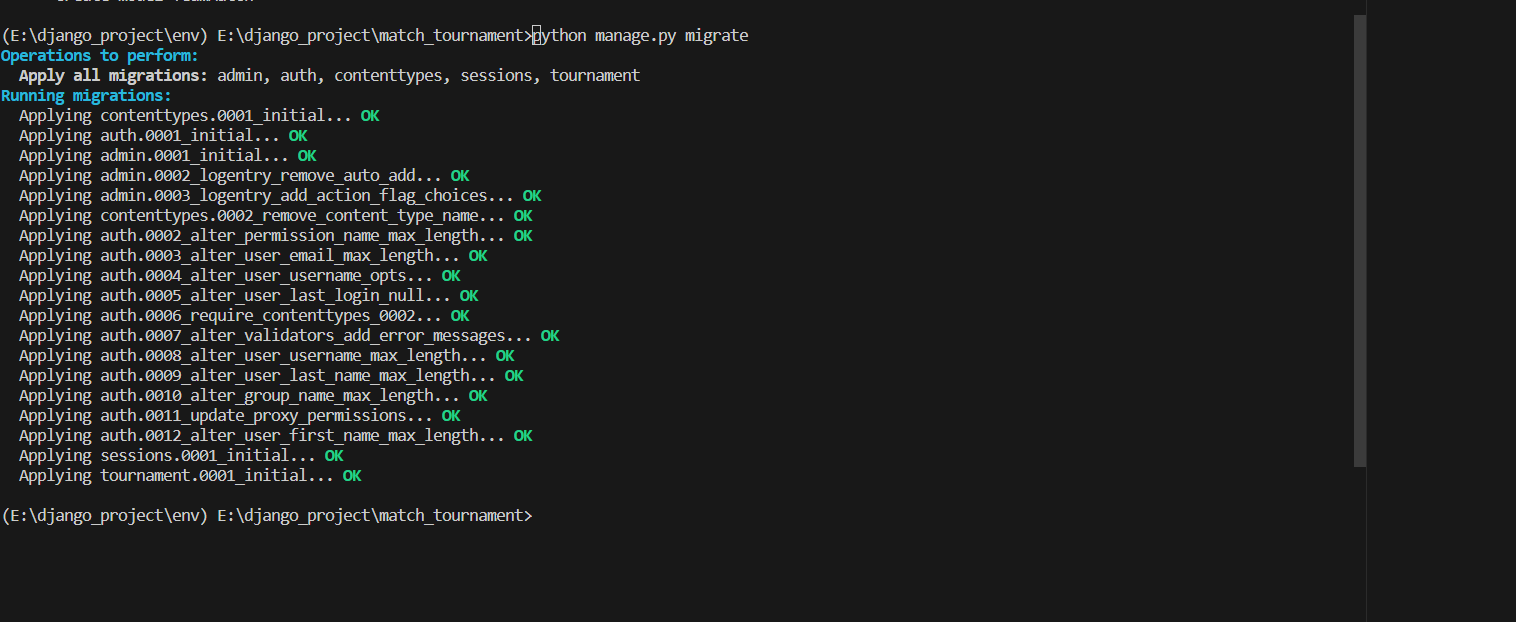 (E:\django_project\env) E:\django_project\match_tournament>python manage.py migrate
Operations to perform:
  Apply all migrations: admin, auth, contenttypes, sessions, tournament
Running migrations:
  Applying contenttypes.0001_initial... OK
  Applying auth.0001_initial... OK
  Applying admin.0001_initial... OK
  Applying admin.0002_logentry_remove_auto_add... OK
  Applying admin.0003_logentry_add_action_flag_choices... OK
  Applying contenttypes.0002_remove_content_type_name... OK
  Applying auth.0002_alter_permission_name_max_length... OK
  Applying auth.0003_alter_user_email_max_length... OK
  Applying auth.0004_alter_user_username_opts... OK
  Applying auth.0005_alter_user_last_login_null... OK
  Applying auth.0006_require_contenttypes_0002... OK
  Applying auth.0007_alter_validators_add_error_messages... OK
  Applying auth.0008_alter_user_username_max_length... OK
  Applying auth.0009_alter_user_last_name_max_length... OK
  Applying auth.0010_alter_group_name_max_length... OK
  Applying auth.0011_update_proxy_permissions... OK
  Applying auth.0012_alter_user_first_name_max_length... OK
  Applying sessions.0001_initial... OK
  Applying tournament.0001_initial... OK
(E:\django_project\env) E:\django_project\match_tournament>